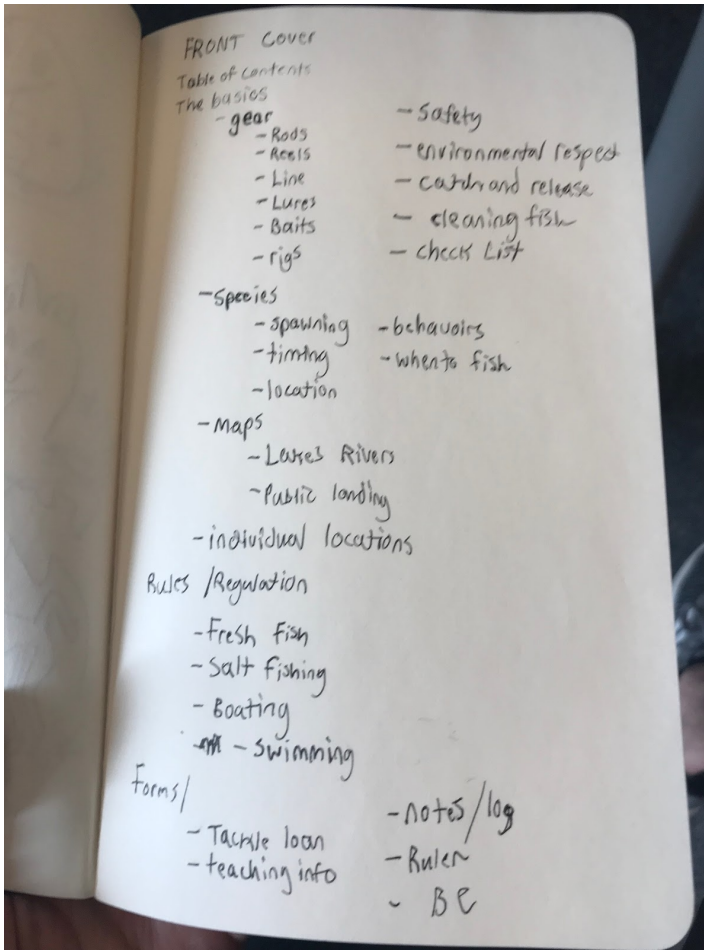 FRONT Cover
Table of Contents
The basics
- gear
- Rods
- Reels
- Line
- Lures
- Baits
- rigs
- Safety
- environmental respect
- catch and release
- cleaning fish
- check List
- Species
- spawning
- timing
- location
- behavoirs
- when to fish
- Maps
- Lakes Rivers
- Public landing
- individual locations
Rules /Regulation
- Fresh fish
- Salt fishing
- Boating
- Swimming
Forms/
- Tackle loan
- teaching info
- notes/log
- Ruler
- BC